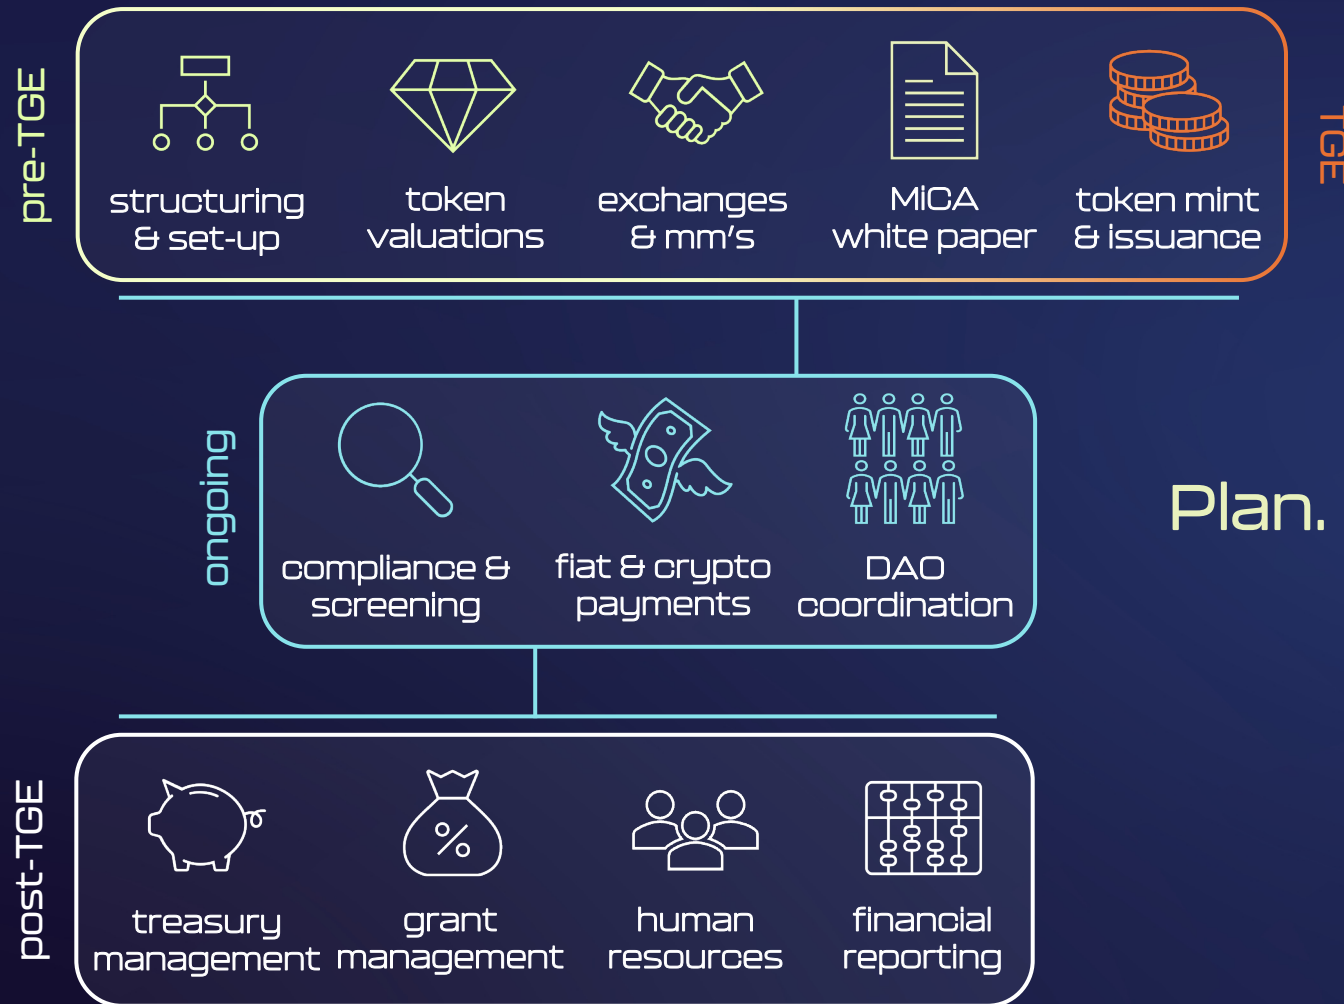 pre-TGE
structuring
& set-up
token
valuations
exchanges
& mm's
MiCA
white paper
token mint
& issuance
TGE
ongoing
compliance &
screening
fiat & crypto
payments
DAO
coordination
Plan.
post-TGE
treasury
management
grant
management
human
resources
financial
reporting